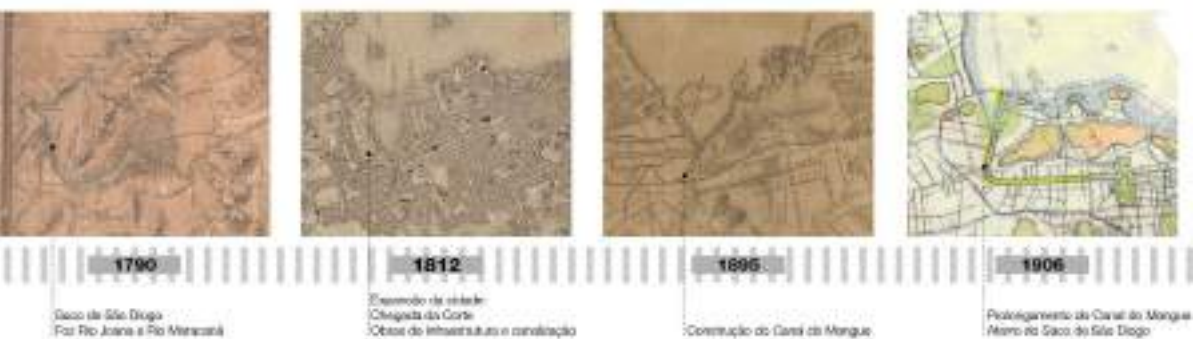 1790
1812
1895
1906
Saco de São Diogo
Foz Rio Joana e Rio Maracanã
Expansão da cidade
Chegada da Corte
Obras de infraestrutura e canalização
Construção do Canal do Mangue
Prolongamento do Canal do Mangue
Aterro do Saco de São Diogo